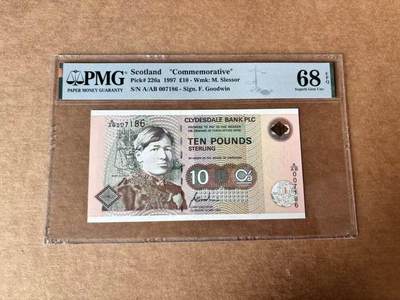 PMG
PAPER MONEY GUARANTY
Scotland "Commemorative"
Pick# 226a 1997 £10 - Wmk: M. Slessor
S/N A/AB 007186 - Sign. F. Goodwin
68 EPQ
Superb Gem Unc
A/AB 007186
CLYDESDALE BANK PLC
TEN POUNDS
STERLING
10
A/AB 007186